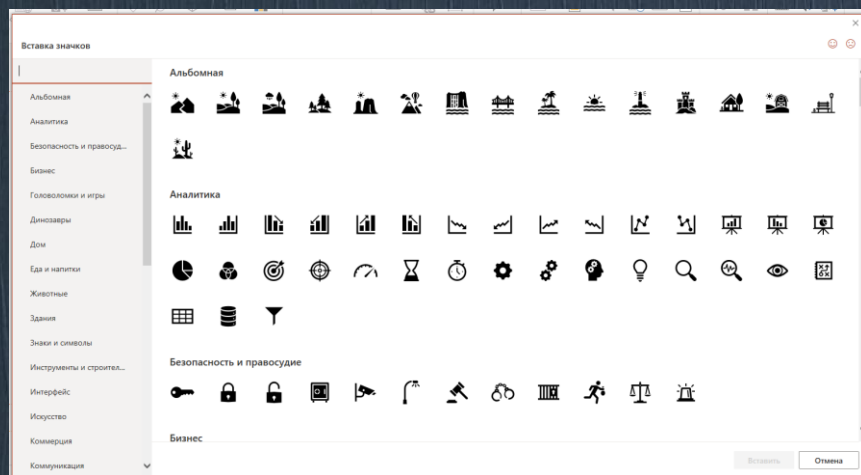 Вставка значков
Альбомная
Аналитика
Безопасность и правосуд...
Бизнес
Головоломки и игры
Динозавры
Дом
Еда и напитки
Животные
Здания
Знаки и символы
Инструменты и строител...
Интерфейс
Искусство
Коммерция
Коммуникация
Альбомная
Аналитика
Безопасность и правосудие
Бизнес
Вставить
Отмена